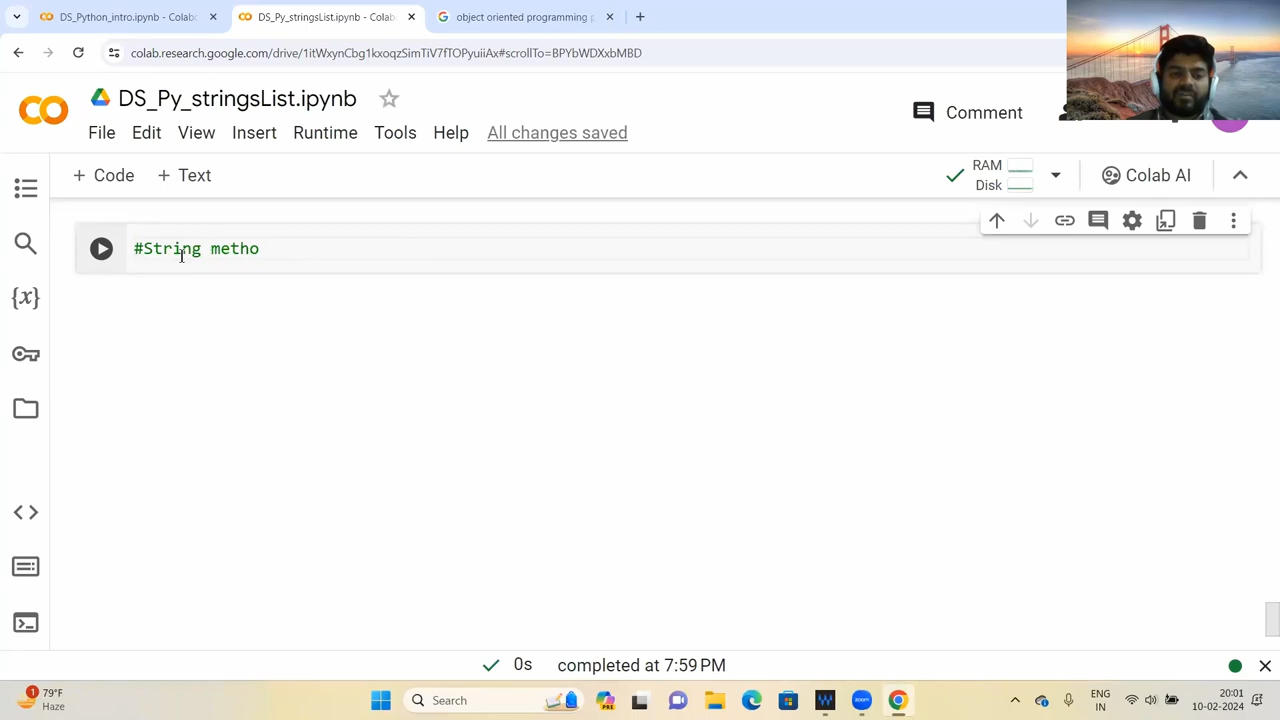 DS_Python_intro.ipynb - Colab
DS_Py_stringsList.ipynb - Colab
object oriented programming p
colab.research.google.com/drive/1itWxynCbg1kxoqzSimTiV7fTOPyuiiAx#scrollTo=BPYbWDXxbMBD
DS_Py_stringsList.ipynb
Comment
File Edit View Insert Runtime Tools Help All changes saved
+ Code + Text
RAM
Disk
Colab AI
#String metho
{x}
0s completed at 7:59 PM
1
79°F
Haze
Search
ENG
IN
20:01
10-02-2024